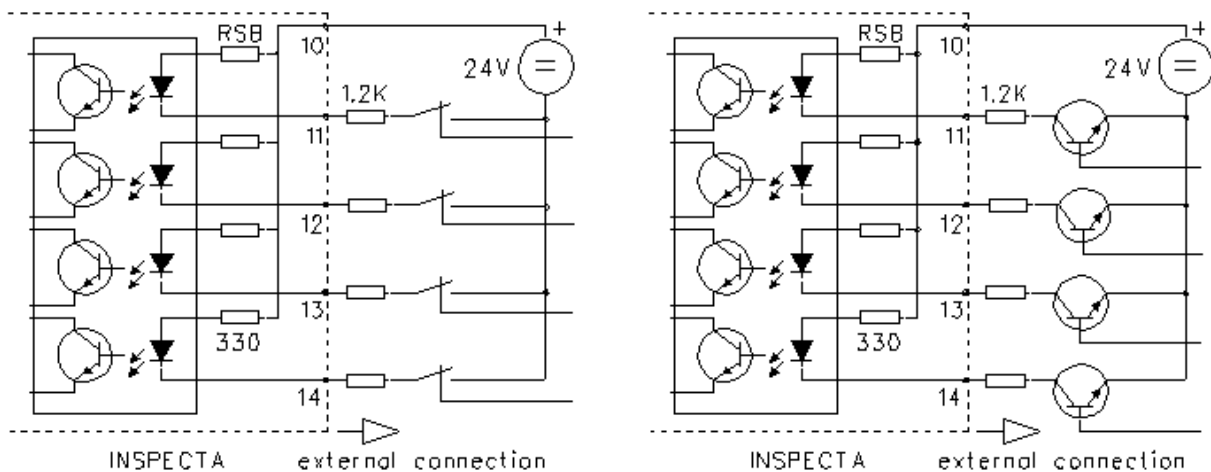 RSB
10
+
24V
=
1.2K
11
12
13
330
14
INSPECTA
external connection
RSB
10
+
24V
=
1.2K
11
12
13
330
14
INSPECTA
external connection